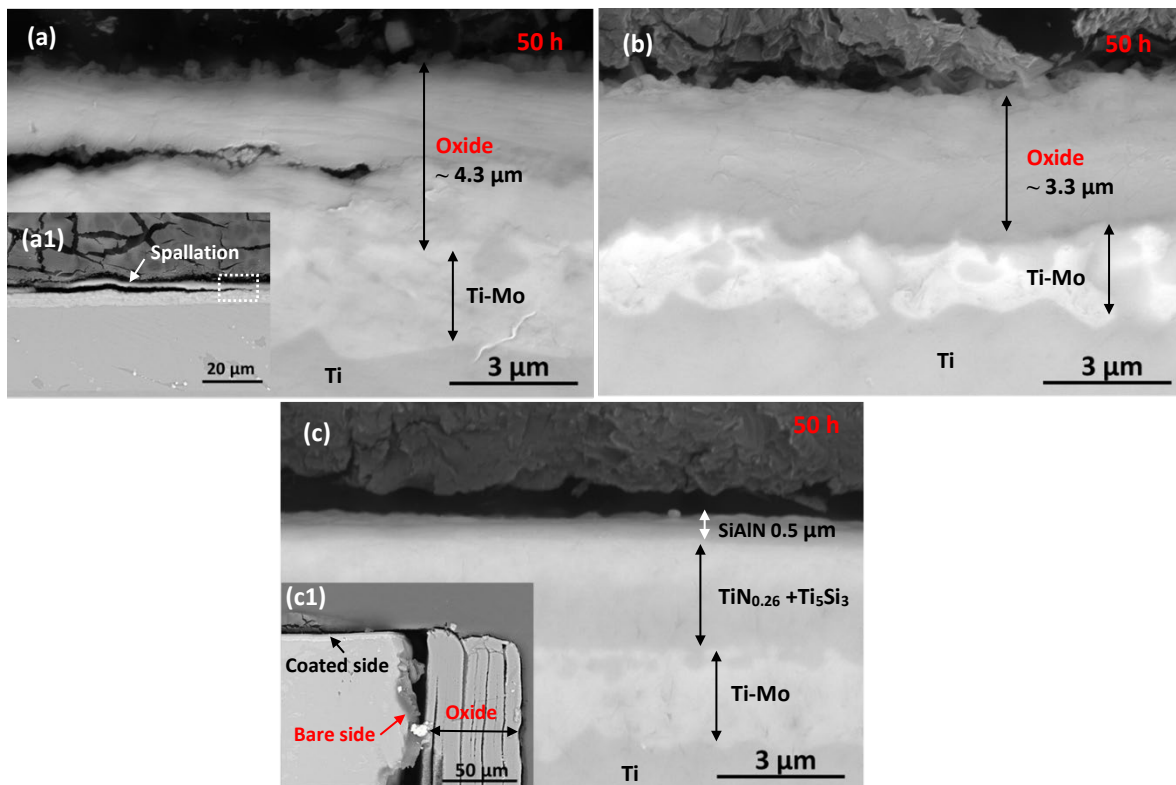 (a)
50 h
Oxide
~ 4.3 µm
(a1)
Spallation
Ti-Mo
20 µm
Ti
3 µm
(b)
50 h
Oxide
~ 3.3 µm
Ti-Mo
Ti
3 µm
(c)
50 h
SiAlN 0.5 µm
TiN0.26 +Ti5Si3
(c1)
Coated side
Ti-Mo
Oxide
Bare side
50 µm
Ti
3 µm